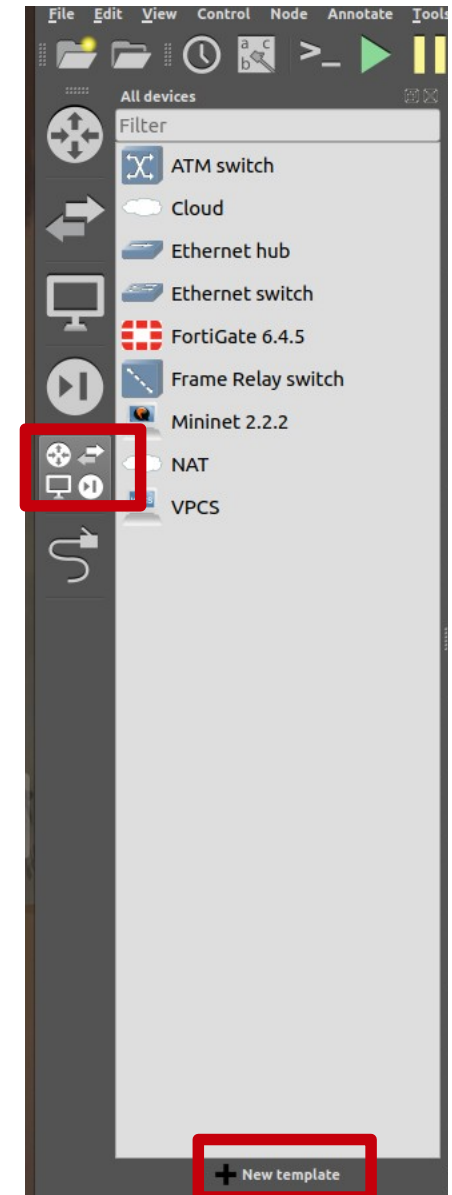 File Edit View Control Node Annotate Tools
a c
b
>_
All devices
Filter
ATM switch
Cloud
Ethernet hub
Ethernet switch
FortiGate 6.4.5
Frame Relay switch
Mininet 2.2.2
NAT
VPCS
New template